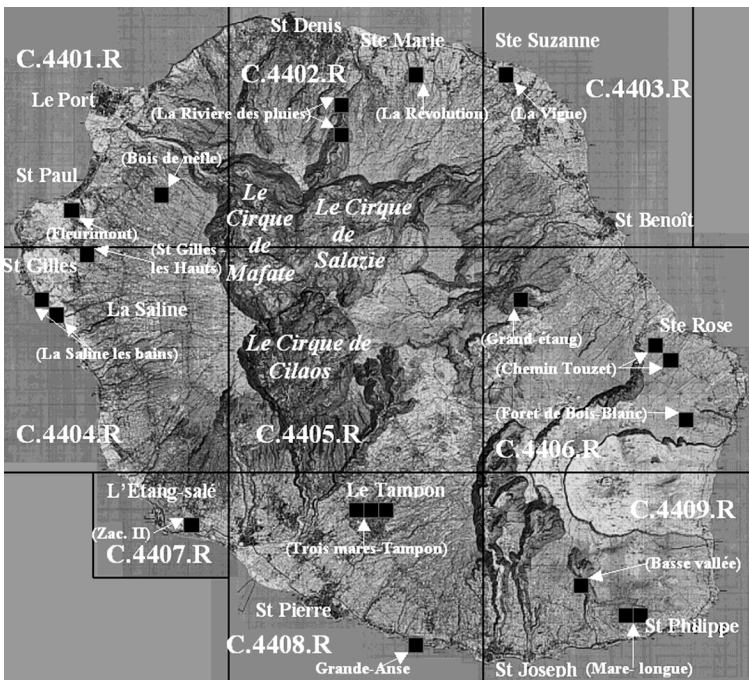 St Denis
Ste Marie
Ste Suzanne
C.4401.R
C.4402.R
C.4403.R
Le Port
(La Rivière des pluies)
(La Révolution)
(La Vigne)
(Bois de nèfle)
St Paul
Le Cirque de Mafate
Le Cirque de Salazie
St Benoît
(Fleurimont)
(St Gilles - les Hauts)
St Gilles
La Saline
(Grand-étang)
Ste Rose
(La Saline les bains)
Le Cirque de Cilaos
(Chemin Touzet)
(Foret de Bois-Blanc)
C.4404.R
C.4405.R
C.4406.R
L'Etang-salé
Le Tampon
C.4409.R
(Zac. II)
C.4407.R
(Trois mares-Tampon)
(Basse vallée)
St Pierre
St Philippe
C.4408.R
Grande-Anse
St Joseph
(Mare- longue)